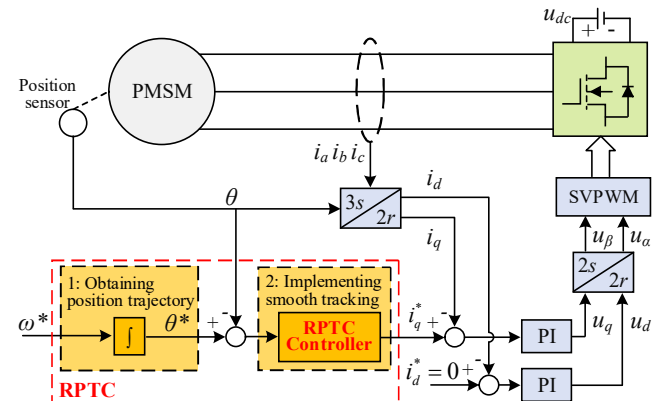 u_dc
+ -
Position
sensor
PMSM
i_a i_b i_c
θ
3s
2r
i_d
i_q
SVPWM
u_β
u_α
2s
2r
1: Obtaining
position trajectory
2: Implementing
smooth tracking
ω*
∫
θ*
+ -
RPTC
Controller
i_q^*
+ -
PI
u_q
u_d
RPTC
i_d^* = 0
+ -
PI